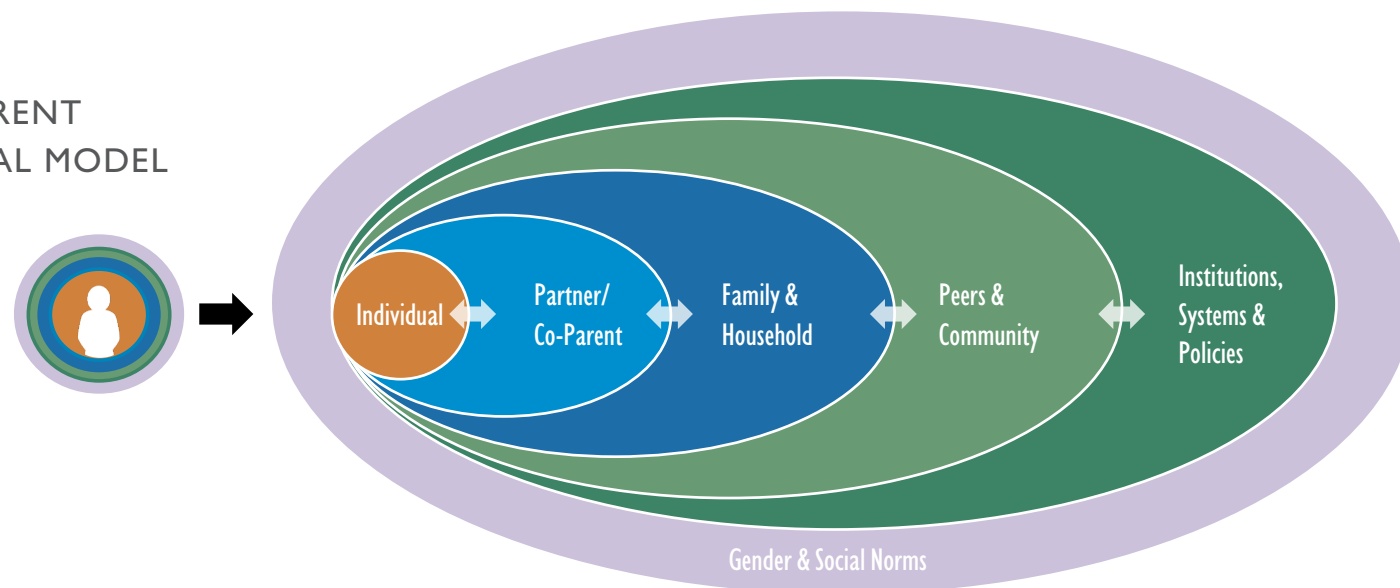 RENT
AL MODEL
Individual
Partner/
Co-Parent
Family &
Household
Peers &
Community
Institutions,
Systems &
Policies
Gender & Social Norms